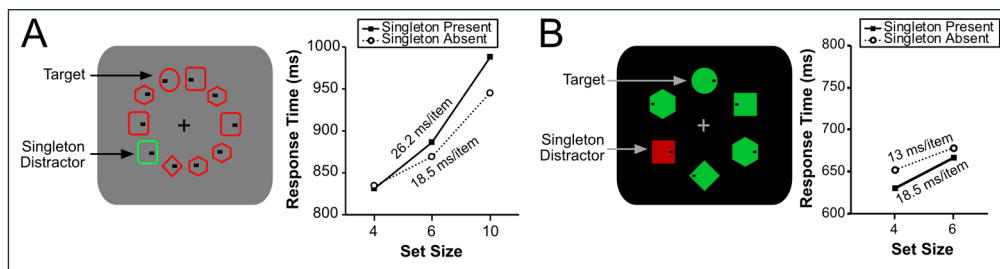 A
Target
Singleton
Distractor
Singleton Present
Singleton Absent
Response Time (ms)
1000
950
900
850
800
26.2 ms/item
18.5 ms/item
4
6
10
Set Size
B
Target
Singleton
Distractor
Singleton Present
Singleton Absent
Response Time (ms)
800
750
700
650
600
13 ms/item
18.5 ms/item
4
6
Set Size